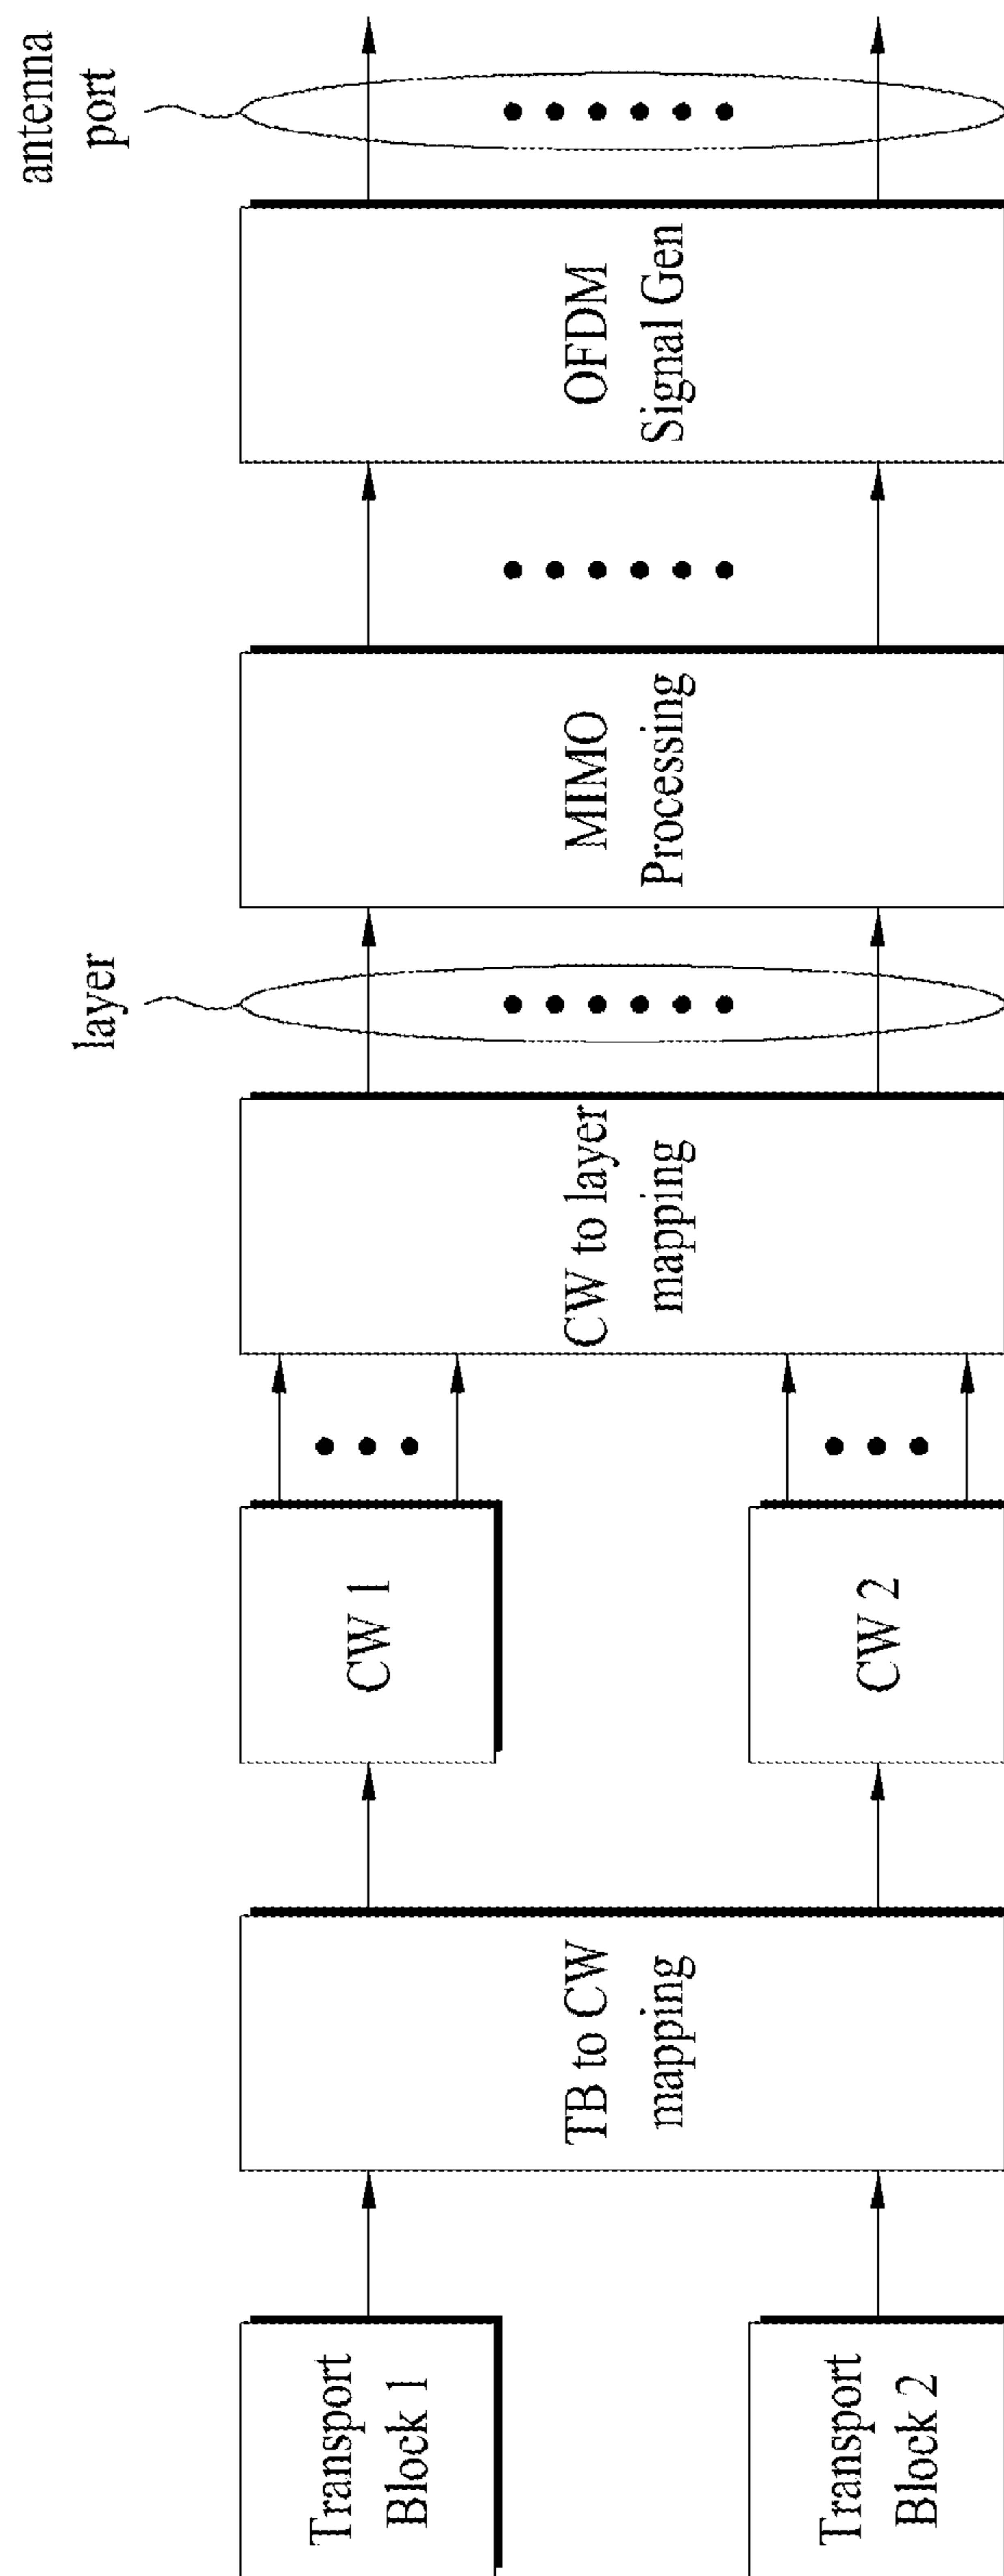 Transport
Block 1
Transport
Block 2
TB to CW
mapping
CW 1
CW 2
CW to layer
mapping
layer
MIMO
Processing
OFDM
Signal Gen
antenna
port